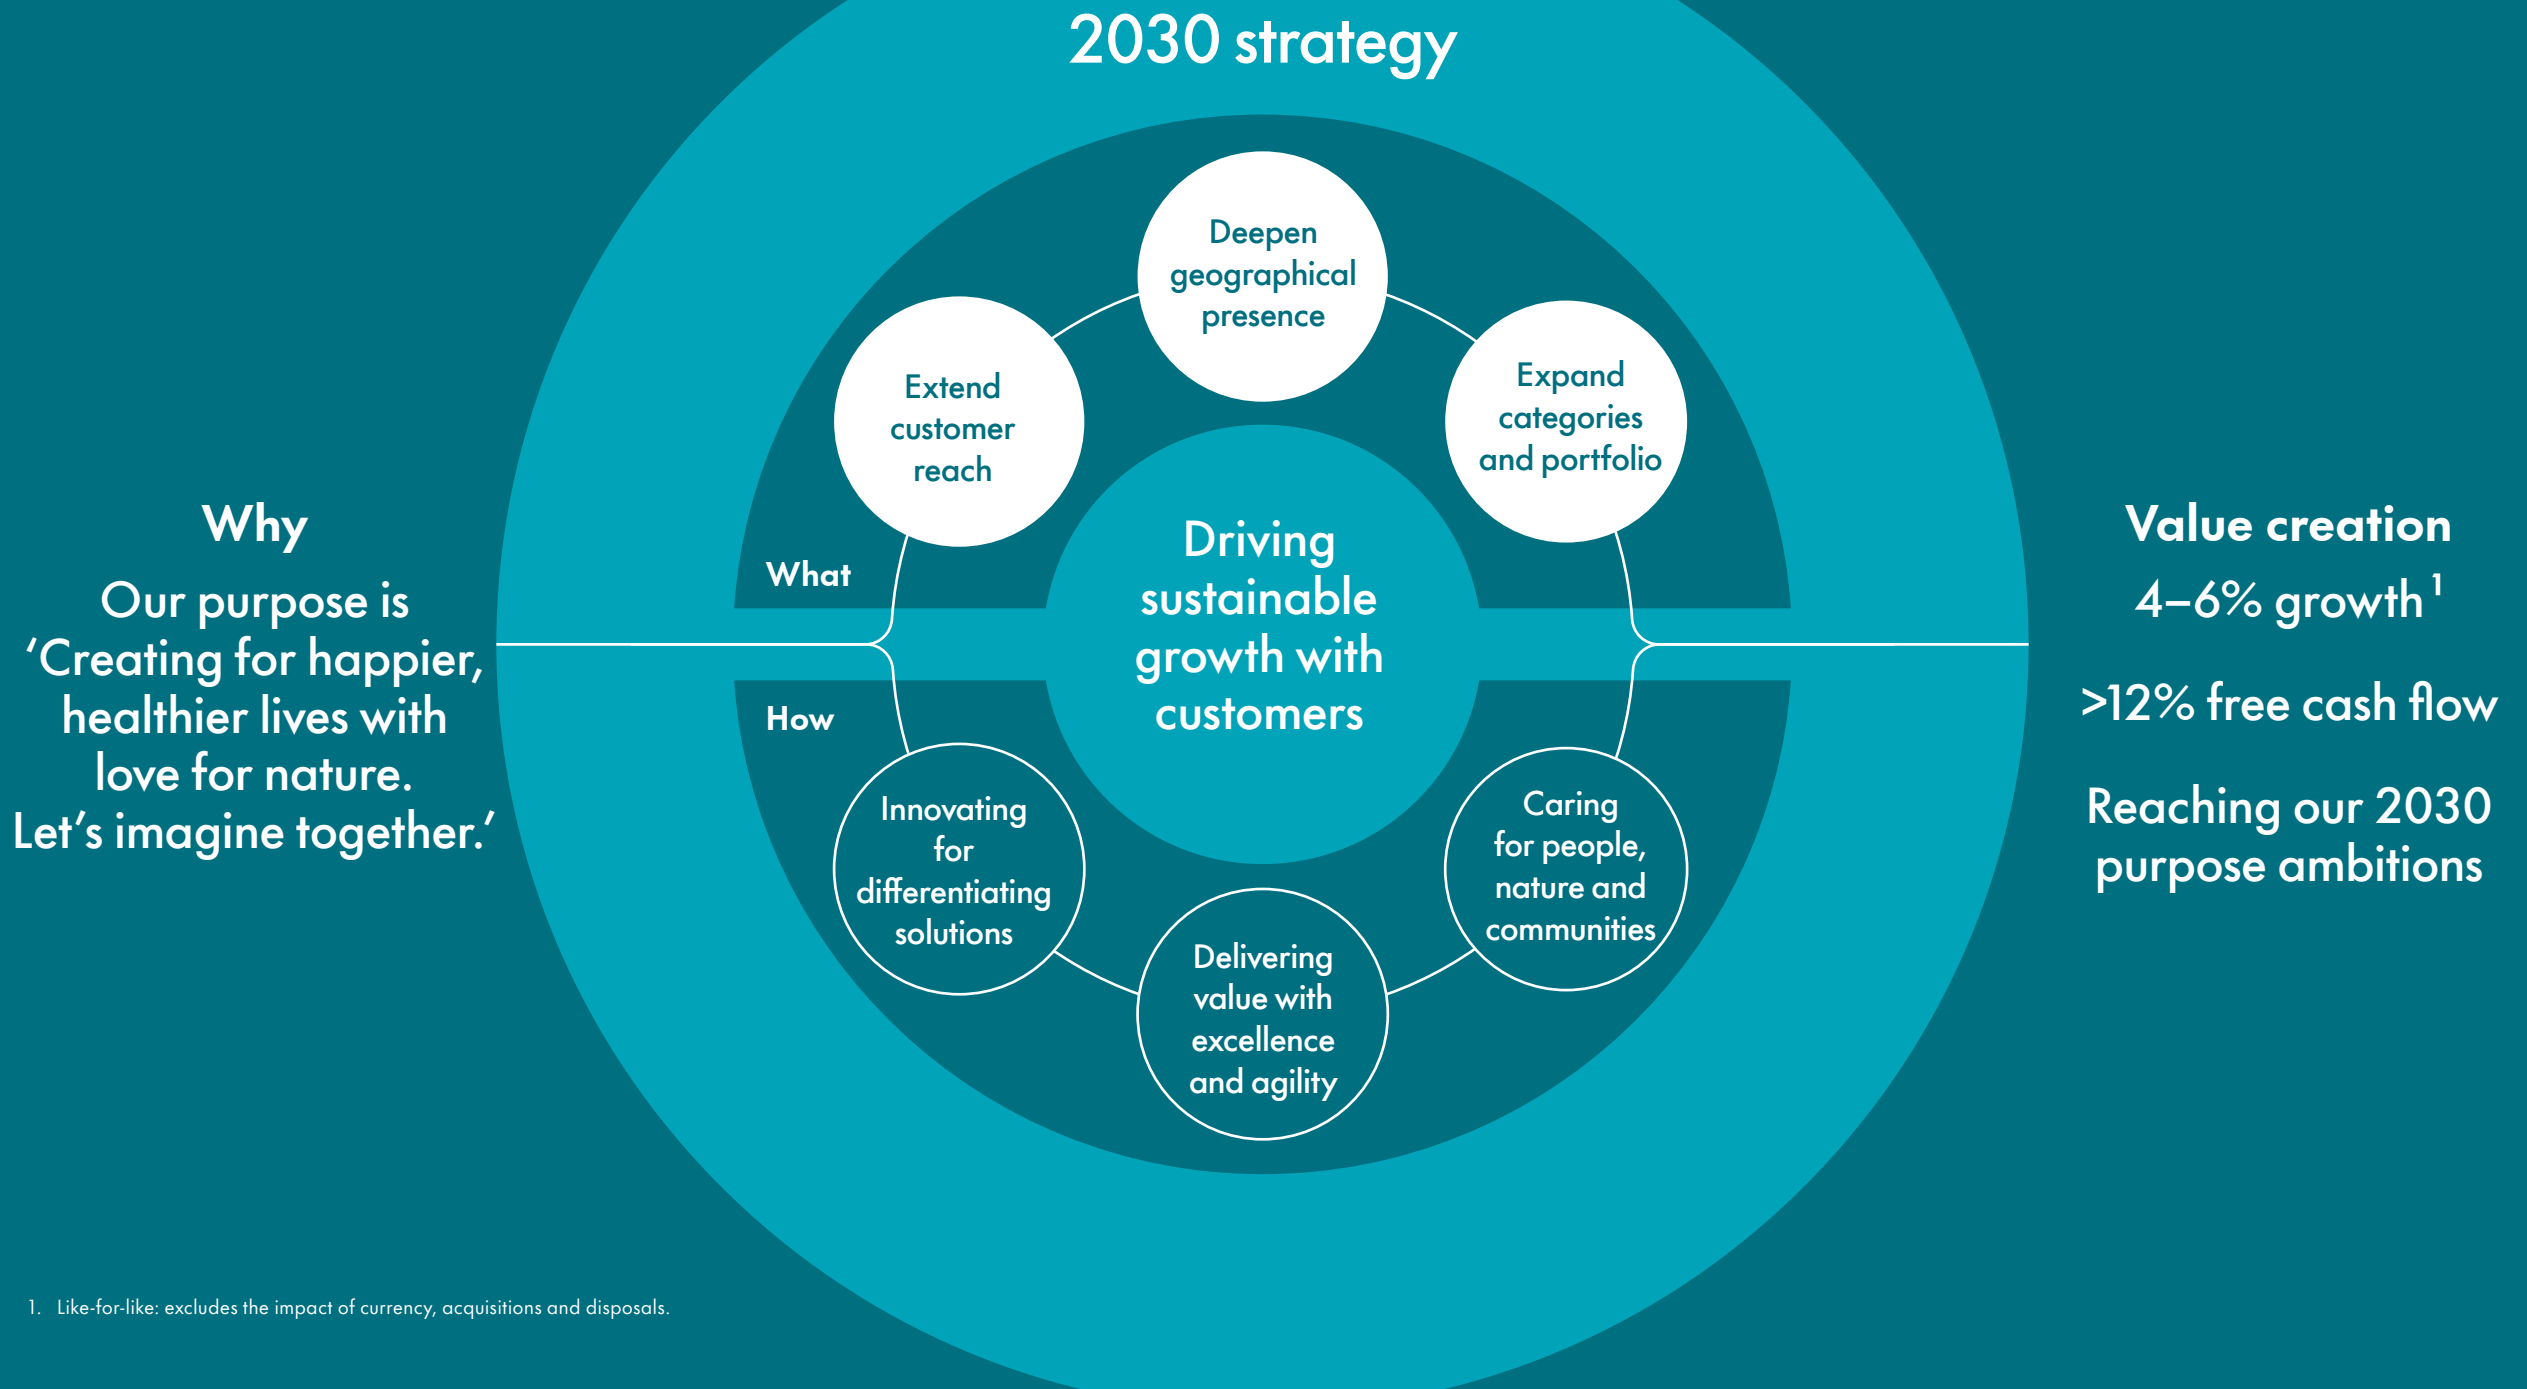 2030 strategy
Why
Our purpose is
‘Creating for happier,
healthier lives with
love for nature.
Let’s imagine together.’
What
Extend
customer
reach
Deepen
geographical
presence
Expand
categories
and portfolio
Driving
sustainable
growth with
customers
How
Innovating
for
differentiating
solutions
Delivering
value with
excellence
and agility
Caring
for people,
nature and
communities
Value creation
4–6% growth¹
>12% free cash flow
Reaching our 2030
purpose ambitions
1. Like-for-like: excludes the impact of currency, acquisitions and disposals.